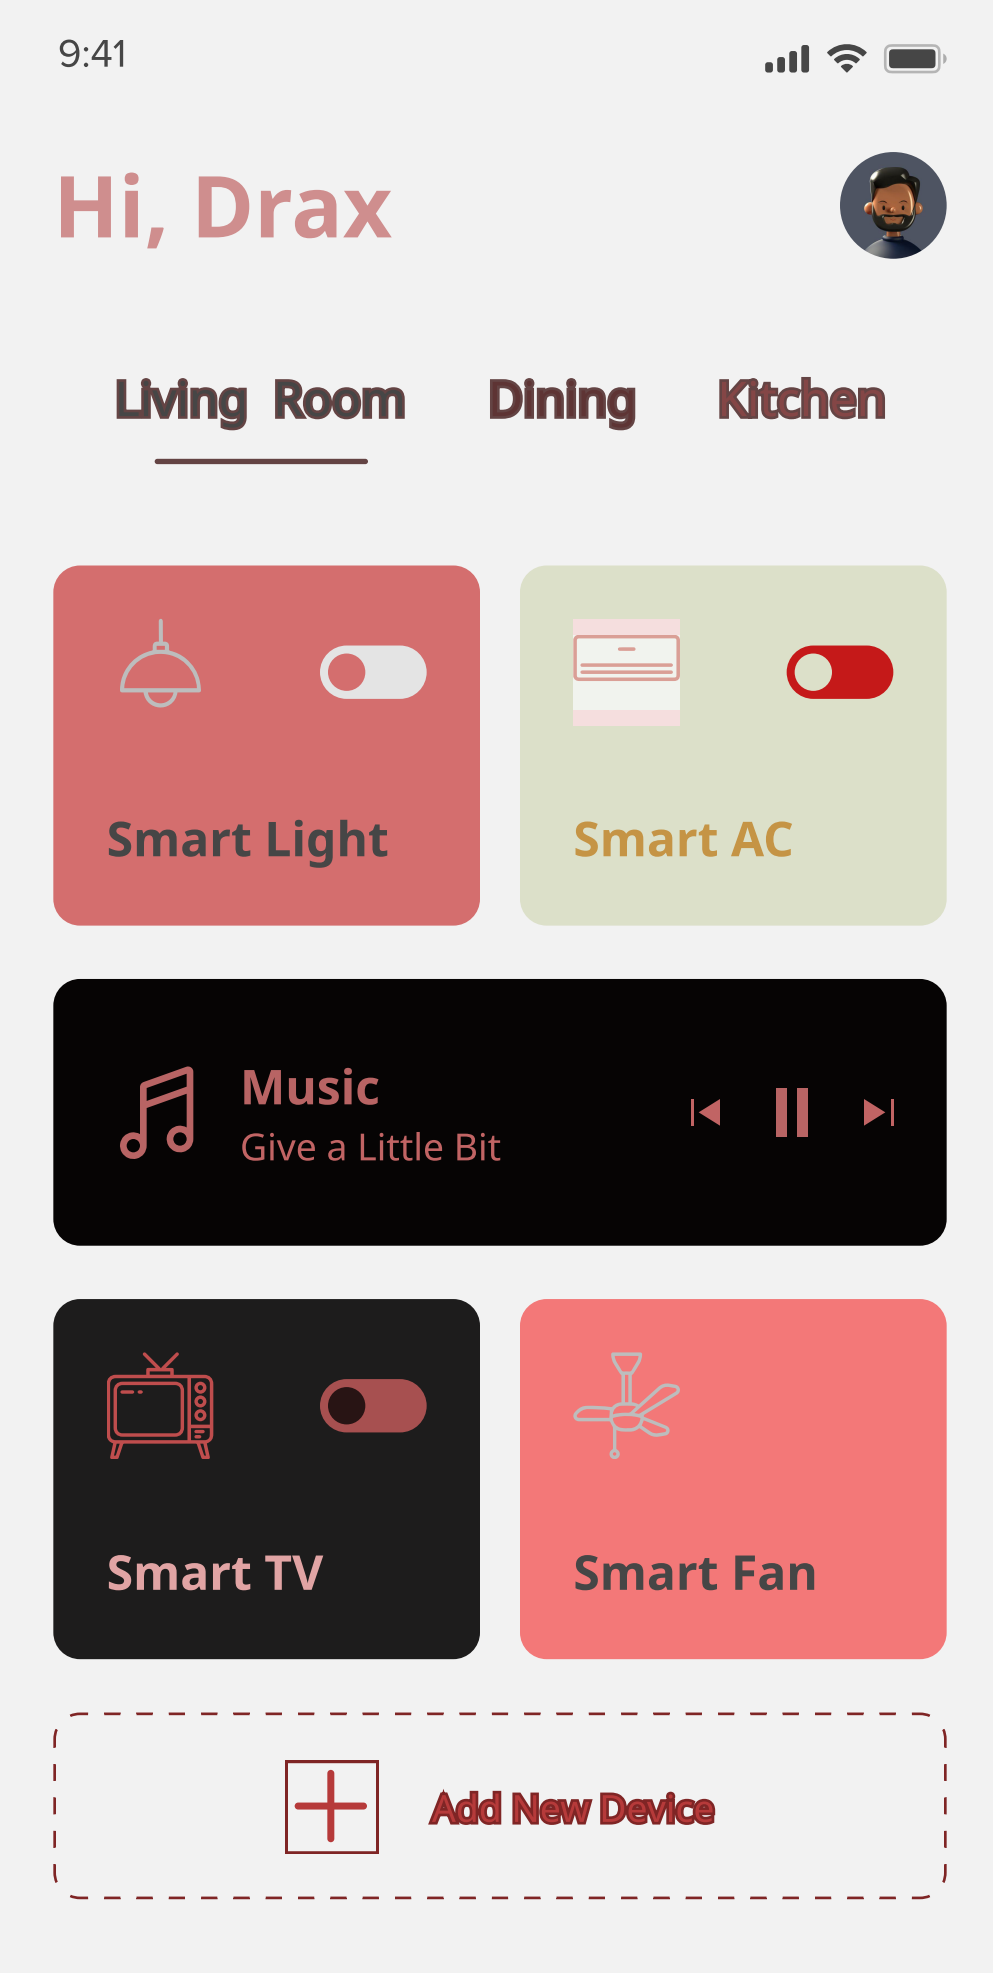 9:41
Hi, Drax
Living Room Dining Kitchen
Smart Light Smart AC
Music
Give a Little Bit
Smart TV Smart Fan
Add New Device